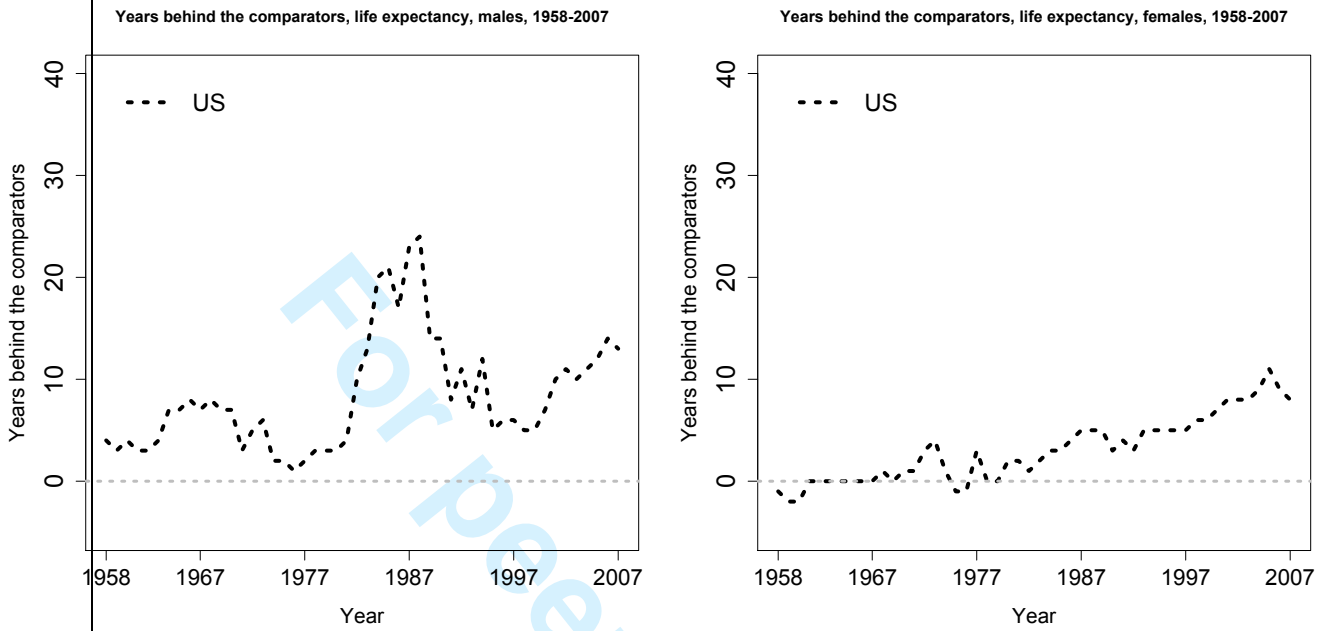 Years behind the comparators, life expectancy, males, 1958-2007
Years behind the comparators
40
30
20
10
0
US
For pee
1958 1967 1977 1987 1997 2007
Year
Years behind the comparators, life expectancy, females, 1958-2007
Years behind the comparators
40
30
20
10
0
US
1958 1967 1977 1987 1997 2007
Year